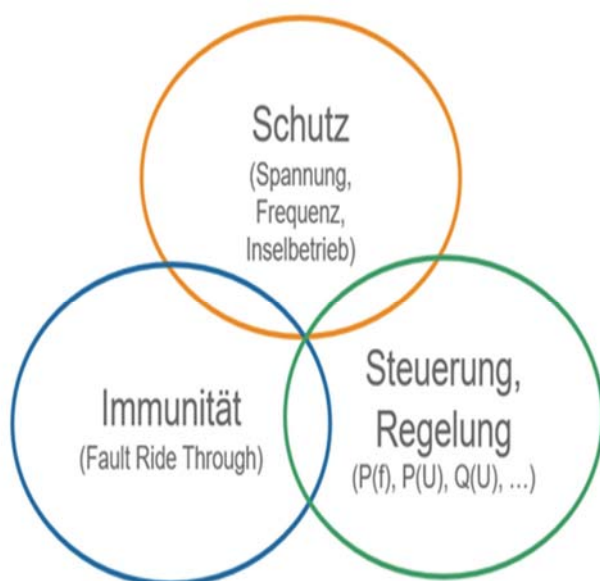 Schutz
(Spannung,
Frequenz,
Inselbetrieb)
Immunität
(Fault Ride Through)
Steuerung,
Regelung
(P(f), P(U), Q(U), ...)